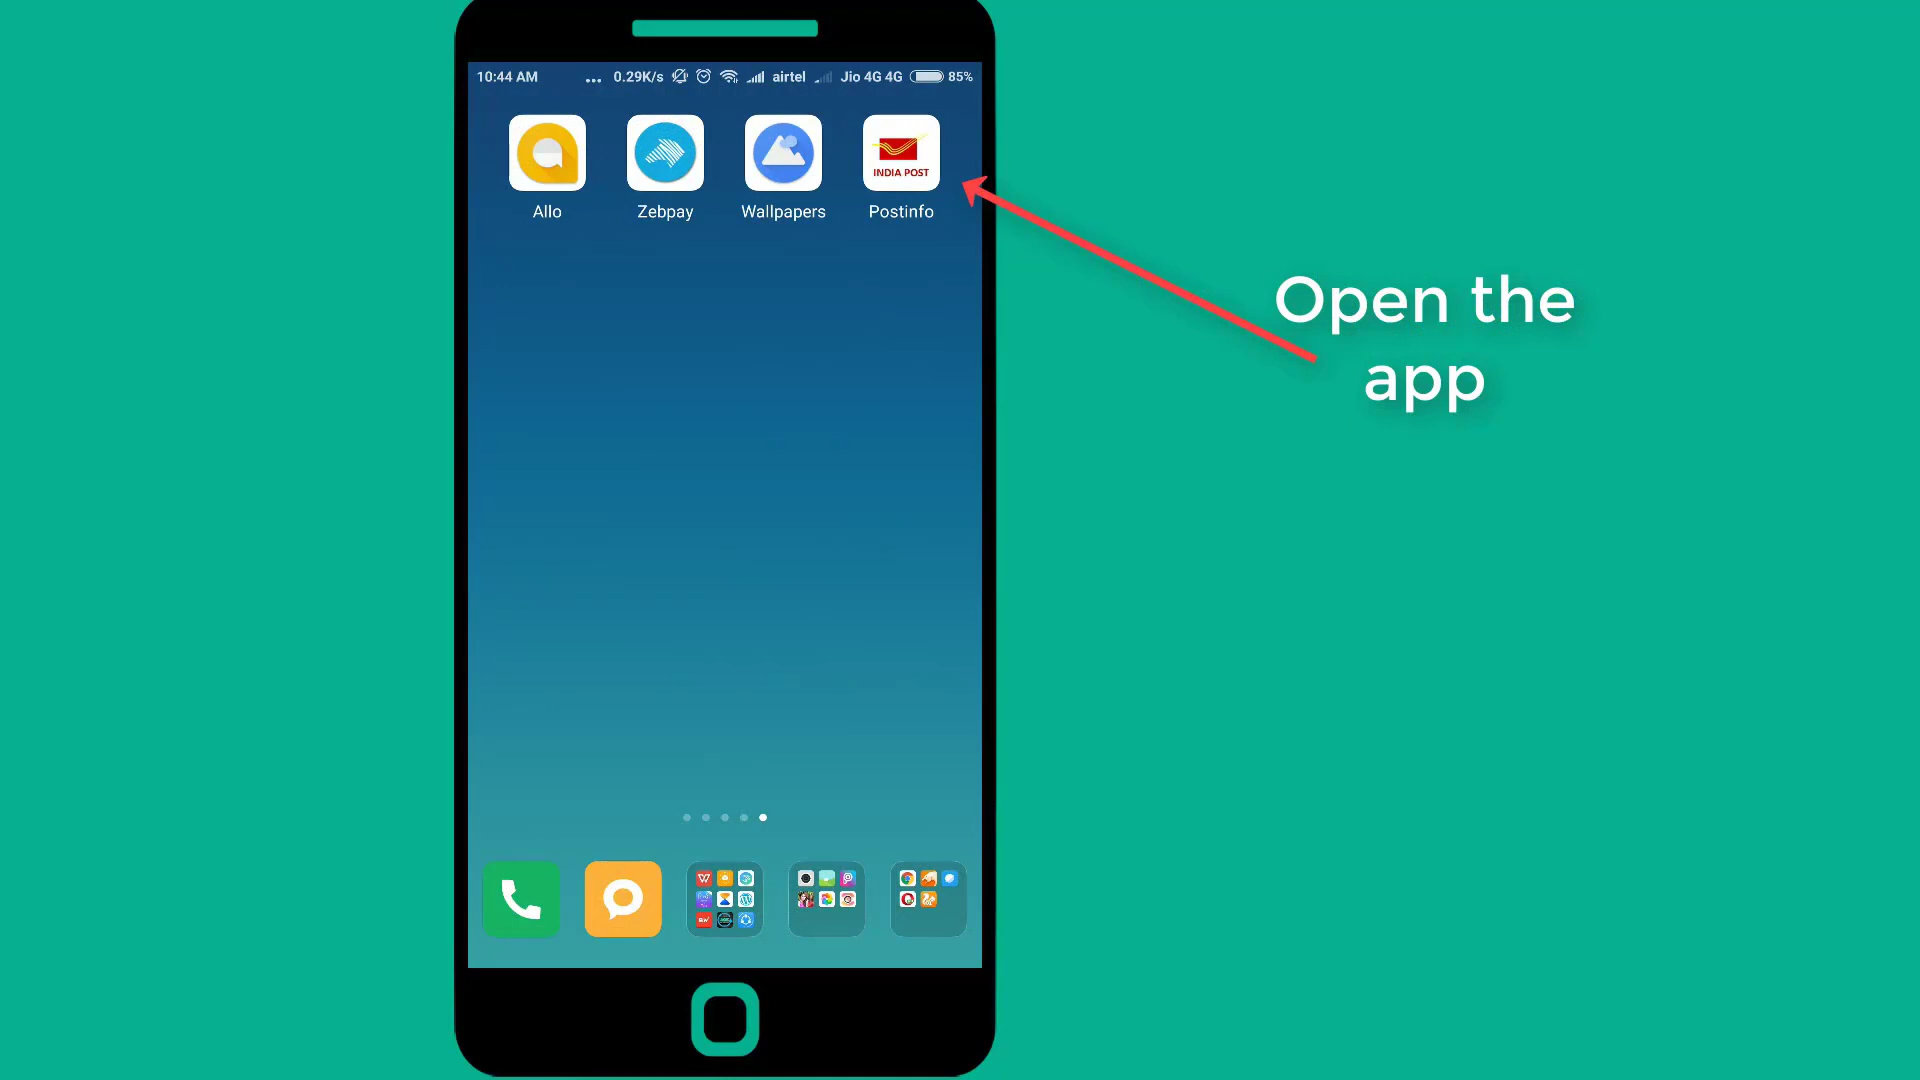 10:44 AM ... 0.29K/s airtel Jio 4G 4G 85%
INDIA POST
Allo Zebpay Wallpapers Postinfo
Open the
app